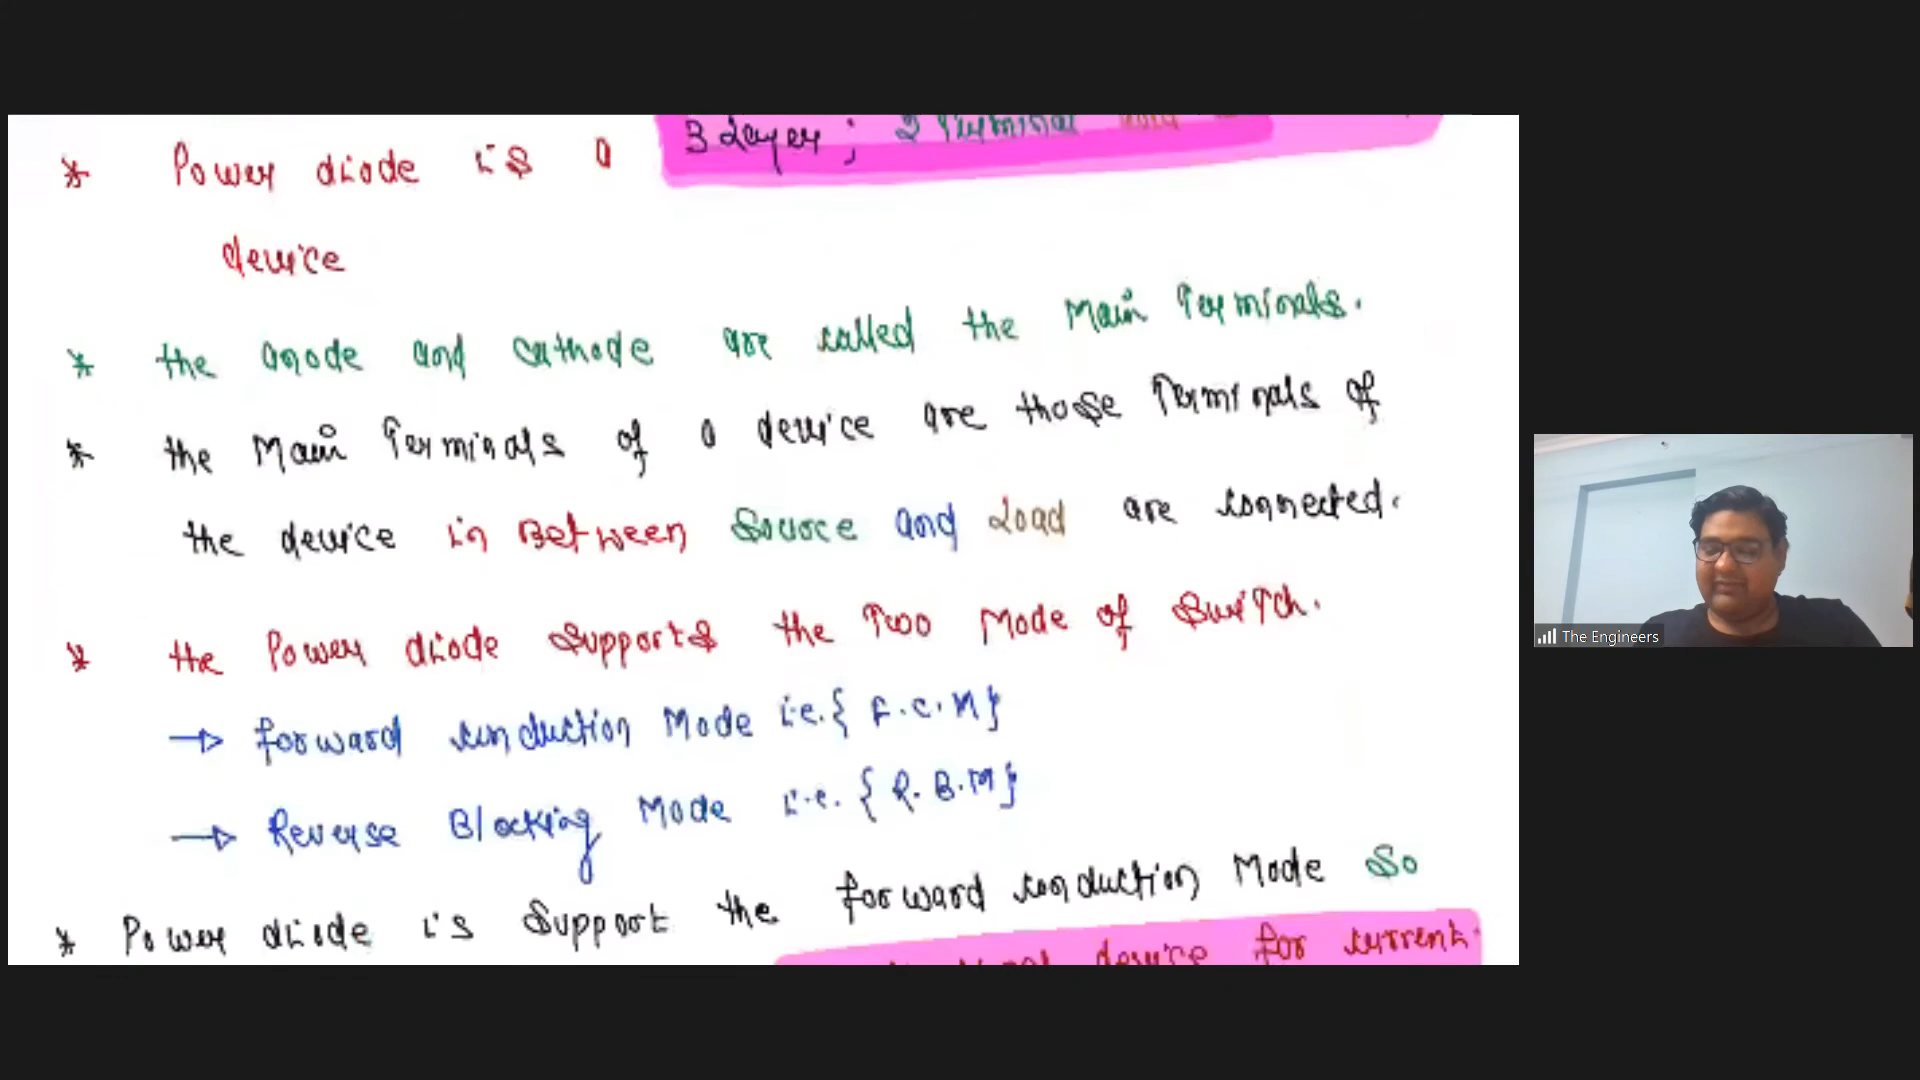 * Power diode is a 3 Layer; 2 Terminal and
device
* the anode and cathode are called the Main Terminals.
* the Main Terminals of a device are those Terminals of
the device in Between Source and Load are connected.
* the Power diode supports the Two Mode of Switch.
→ forward conduction Mode i.e. { F.C.M}
→ Reverse Blocking Mode i.e. { R.B.M}
* Power diode is support the forward conduction Mode So
device for current.
The Engineers